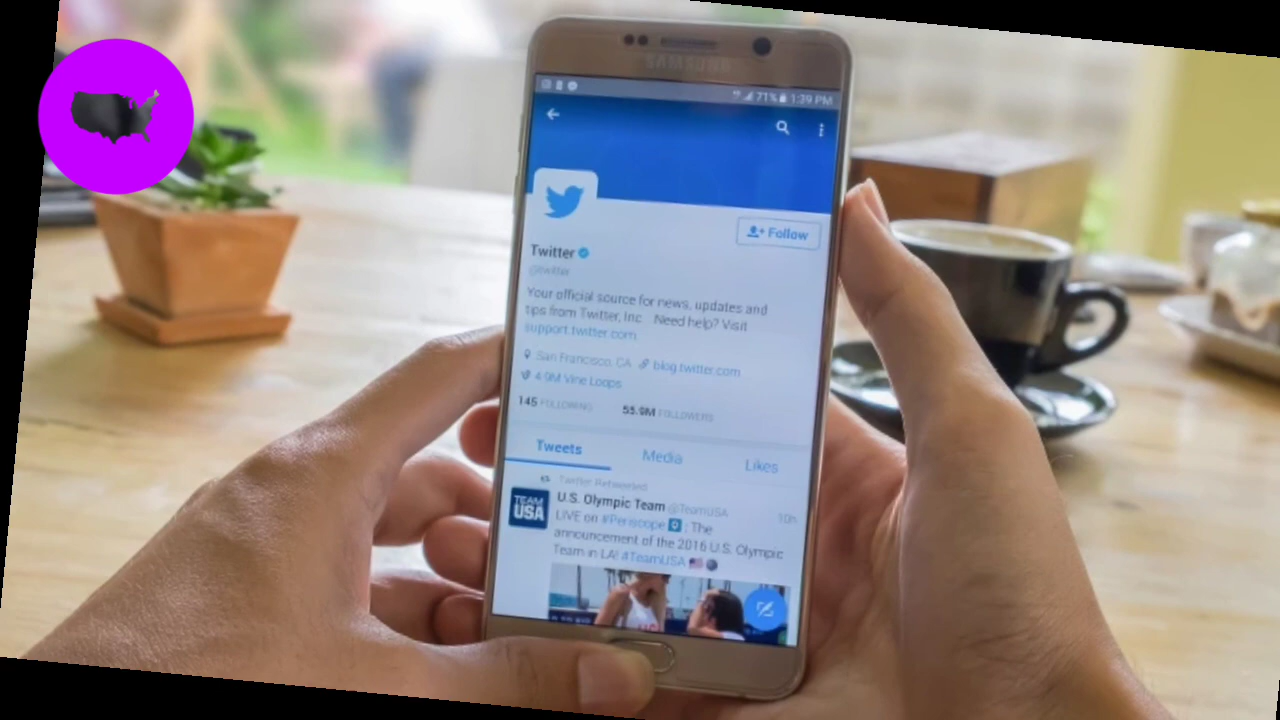 SAMSUNG
71% 1:39 PM
Follow
Twitter
@twitter
Your official source for news, updates and
tips from Twitter, Inc. Need help? Visit
support.twitter.com.
San Francisco, CA blog.twitter.com
4.9M Vine Loops
145 FOLLOWING 55.9M FOLLOWERS
Tweets Media Likes
Twitter Retweeted
TEAM
USA
U.S. Olympic Team @TeamUSA 10h
LIVE on #Periscope : The
announcement of the 2016 U.S. Olympic
Team in LA! #TeamUSA